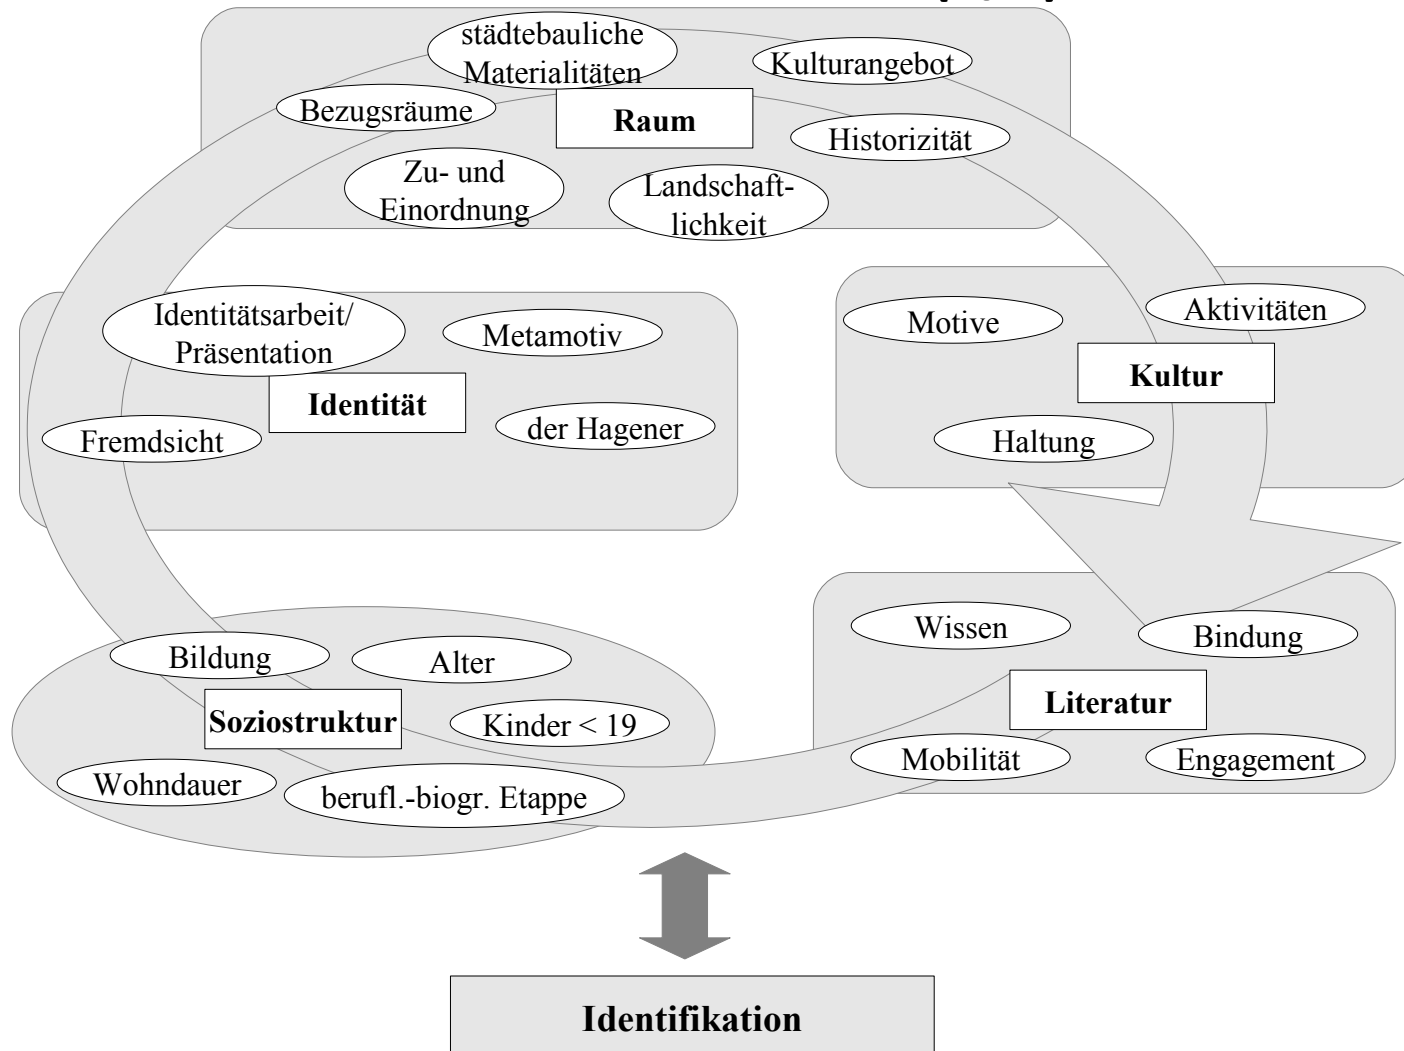 städtebauliche
Materialitäten
Kulturangebot
Bezugsräume
Raum
Historizität
Zu- und
Einordnung
Landschaft-
lichkeit
Identitätsarbeit/
Präsentation
Metamotiv
Identität
der Hagener
Fremdsicht
Motive
Aktivitäten
Kultur
Haltung
Bildung
Alter
Soziostruktur
Kinder < 19
Wohndauer
berufl.-biogr. Etappe
Wissen
Bindung
Literatur
Mobilität
Engagement
Identifikation